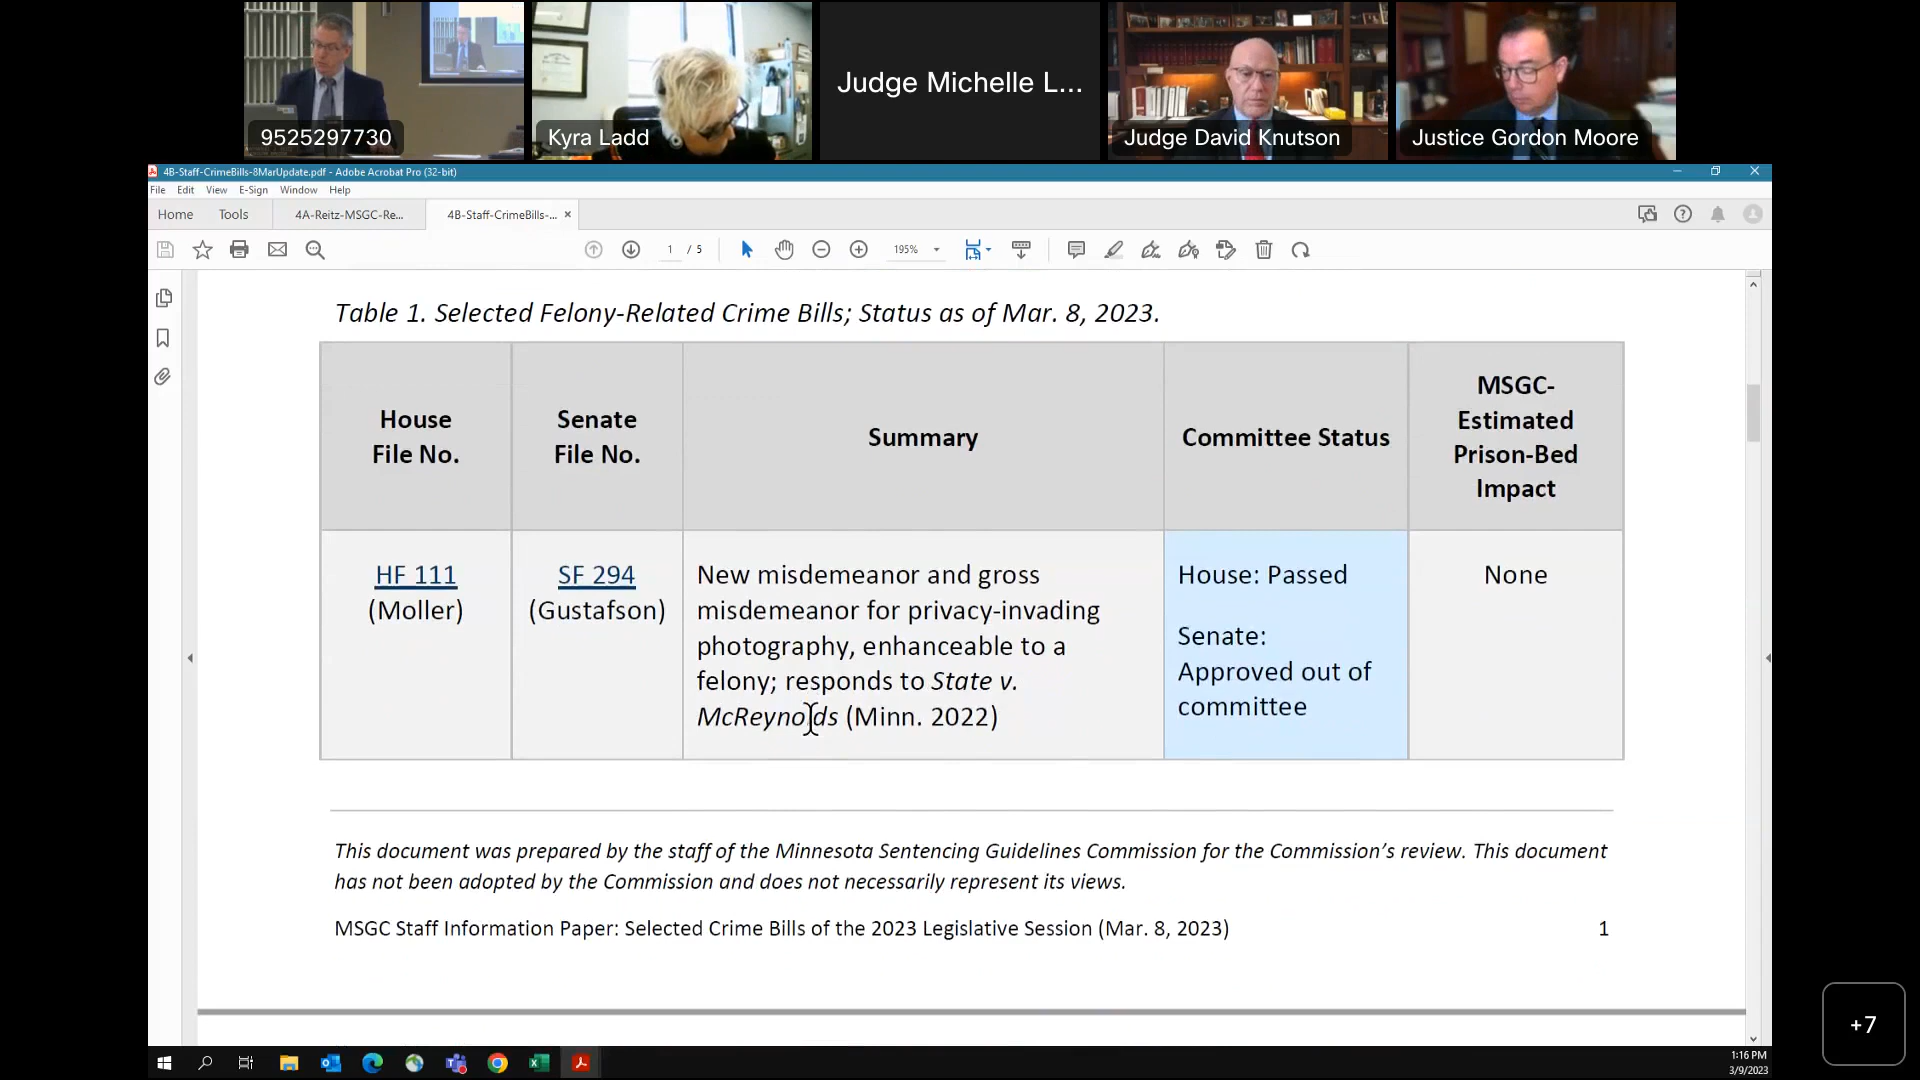 9525297730
Kyra Ladd
Judge Michelle L...
Judge David Knutson
Justice Gordon Moore
4B-Staff-CrimeBills-8MarUpdate.pdf - Adobe Acrobat Pro (32-bit)
File Edit View E-Sign Window Help
Home Tools 4A-Reitz-MSGC-Re... 4B-Staff-CrimeBills-... ×
1 / 5 195%
Table 1. Selected Felony-Related Crime Bills; Status as of Mar. 8, 2023.
House
File No.
Senate
File No.
Summary
Committee Status
MSGC-
Estimated
Prison-Bed
Impact
HF 111
(Moller)
SF 294
(Gustafson)
New misdemeanor and gross
misdemeanor for privacy-invading
photography, enhanceable to a
felony; responds to State v.
McReynolds (Minn. 2022)
House: Passed
Senate:
Approved out of
committee
None
This document was prepared by the staff of the Minnesota Sentencing Guidelines Commission for the Commission’s review. This document
has not been adopted by the Commission and does not necessarily represent its views.
MSGC Staff Information Paper: Selected Crime Bills of the 2023 Legislative Session (Mar. 8, 2023) 1
+7
1:16 PM
3/9/2023